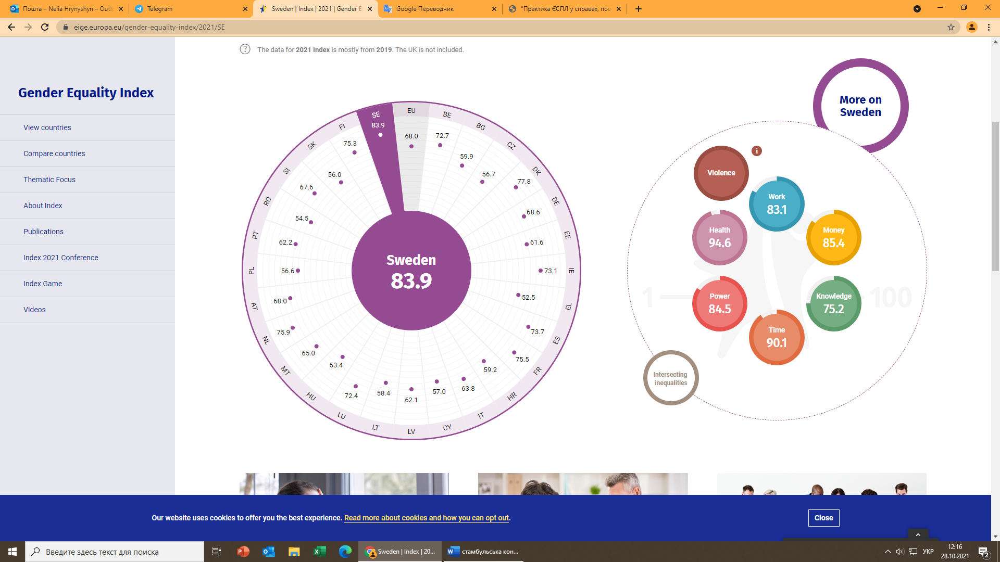 Пошта – Nelia Hrynyshyn – Outl
Telegram
Sweden | Index | 2021 | Gender E
Google Переводчик
"Практика ЄСПЛ у справах, пов
eige.europa.eu/gender-equality-index/2021/SE
The data for 2021 Index is mostly from 2019. The UK is not included.
Gender Equality Index
View countries
Compare countries
Thematic Focus
About Index
Publications
Index 2021 Conference
Index Game
Videos
EU
68.0
BE
72.7
BG
59.9
CZ
56.7
DK
77.8
DE
68.6
EE
61.6
IE
73.1
EL
52.5
ES
73.7
FR
75.5
HR
59.2
IT
63.8
CY
57.0
LV
62.1
LT
58.4
LU
72.4
HU
53.4
MT
65.0
NL
75.9
AT
68.0
PL
56.6
PT
62.2
RO
54.5
SI
67.6
SK
56.0
FI
75.3
SE
83.9
Sweden
83.9
More on
Sweden
Violence
i
Work
83.1
Health
94.6
Money
85.4
Power
84.5
Knowledge
75.2
Time
90.1
1
100
Intersecting
inequalities
Our website uses cookies to offer you the best experience. Read more about cookies and how you can opt out.
Close
Введите здесь текст для поиска
Sweden | Index | 20...
стамбульська кон...
УКР
12:16
28.10.2021
2